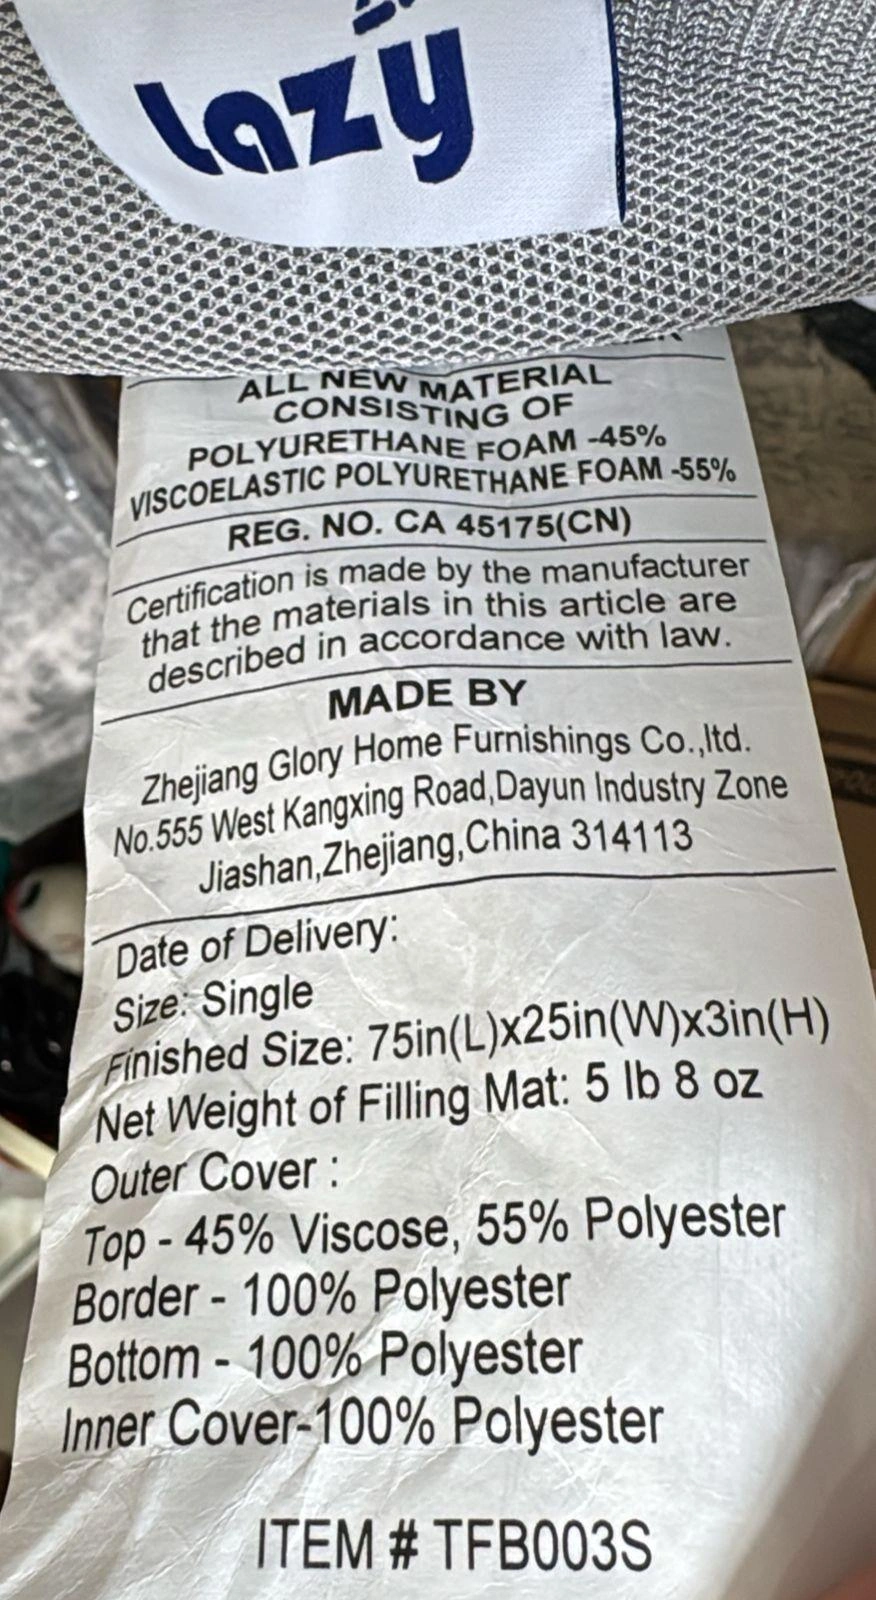 Lazy
ALL NEW MATERIAL
CONSISTING OF
POLYURETHANE FOAM -45%
VISCOELASTIC POLYURETHANE FOAM -55%
REG. NO. CA 45175(CN)
Certification is made by the manufacturer
that the materials in this article are
described in accordance with law.
MADE BY
Zhejiang Glory Home Furnishings Co.,ltd.
No.555 West Kangxing Road,Dayun Industry Zone
Jiashan,Zhejiang,China 314113
Date of Delivery:
Size: Single
Finished Size: 75in(L)x25in(W)x3in(H)
Net Weight of Filling Mat: 5 lb 8 oz
Outer Cover :
Top - 45% Viscose, 55% Polyester
Border - 100% Polyester
Bottom - 100% Polyester
Inner Cover-100% Polyester
ITEM # TFB003S